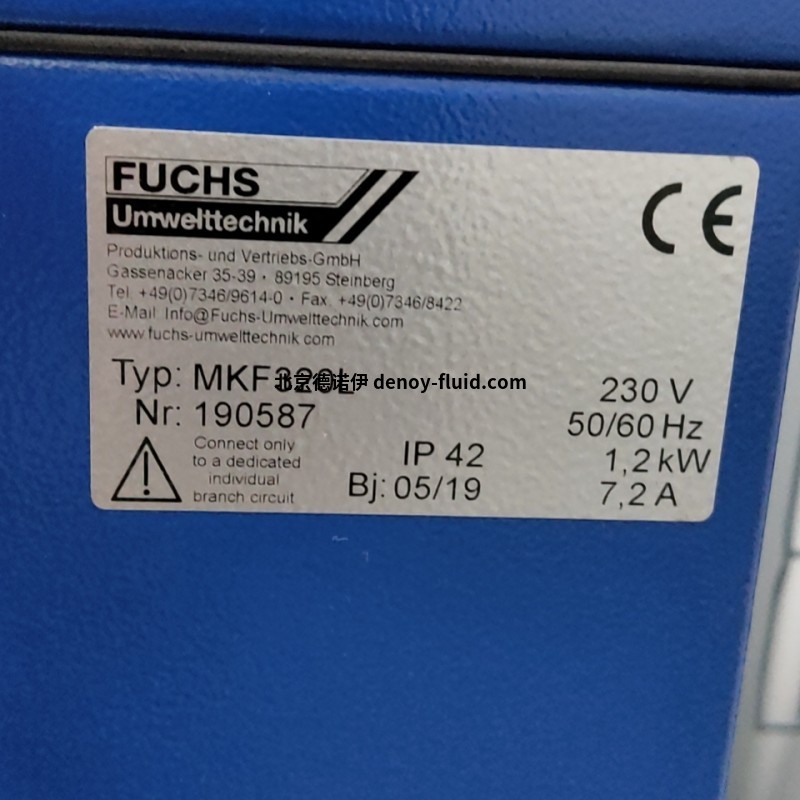 FUCHS
Umwelttechnik
CE
Produktions- und Vertriebs-GmbH
Gassenäcker 35-39 · 89195 Steinberg
Tel. +49(0)7346/9614-0 · Fax. +49(0)7346/8422
E-Mail: Info@Fuchs-Umwelttechnik.com
www.fuchs-umwelttechnik.com
Typ: MKF320L
北京德诺伊 denoy-fluid.com
230 V
Nr: 190587
50/60 Hz
Connect only
to a dedicated
individual
branch circuit
IP 42
1,2 kW
Bj: 05/19
7,2 A